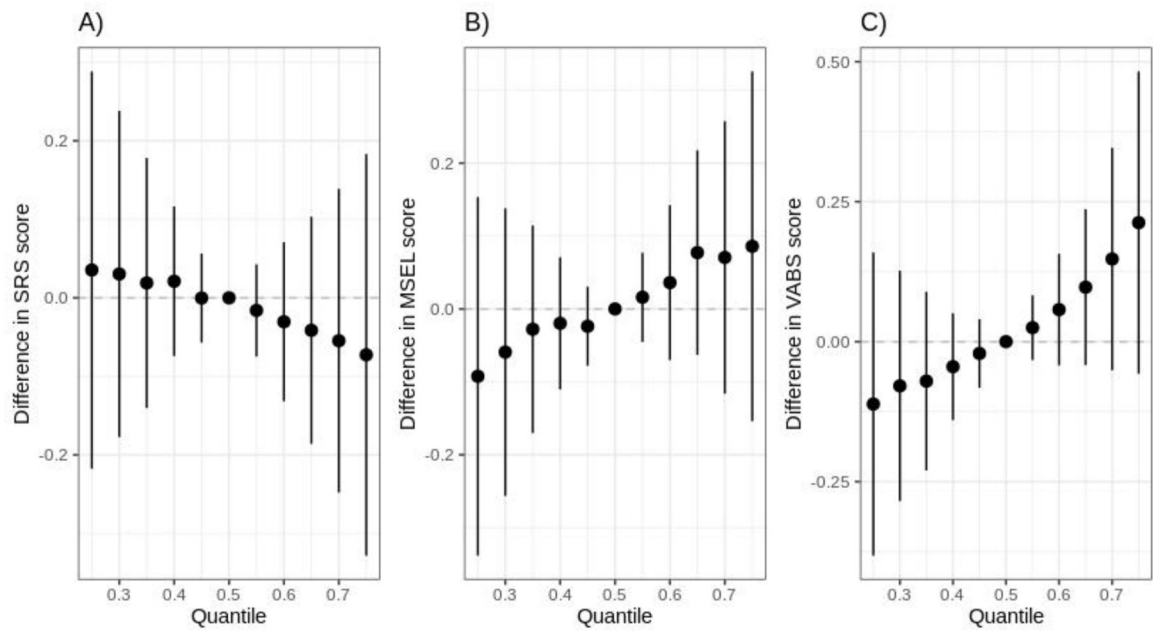 A)
Difference in SRS score
0.2
0.0
-0.2
0.3 0.4 0.5 0.6 0.7
Quantile
B)
Difference in MSEL score
0.2
0.0
-0.2
0.3 0.4 0.5 0.6 0.7
Quantile
C)
Difference in VABS score
0.50
0.25
0.00
-0.25
0.3 0.4 0.5 0.6 0.7
Quantile